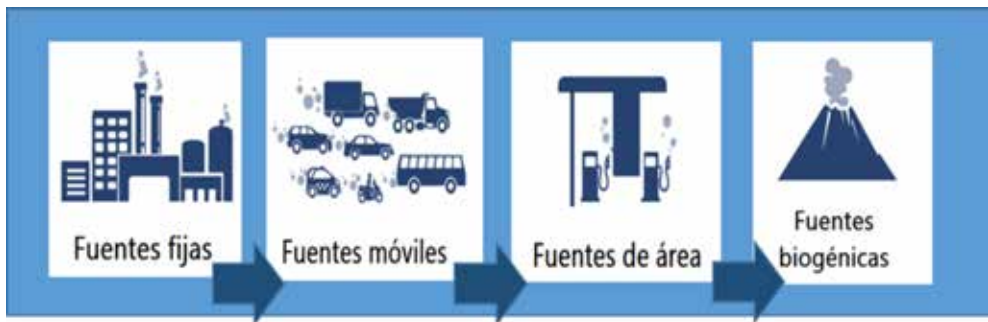 Fuentes fijas
Fuentes móviles
Fuentes de área
Fuentes
biogénicas